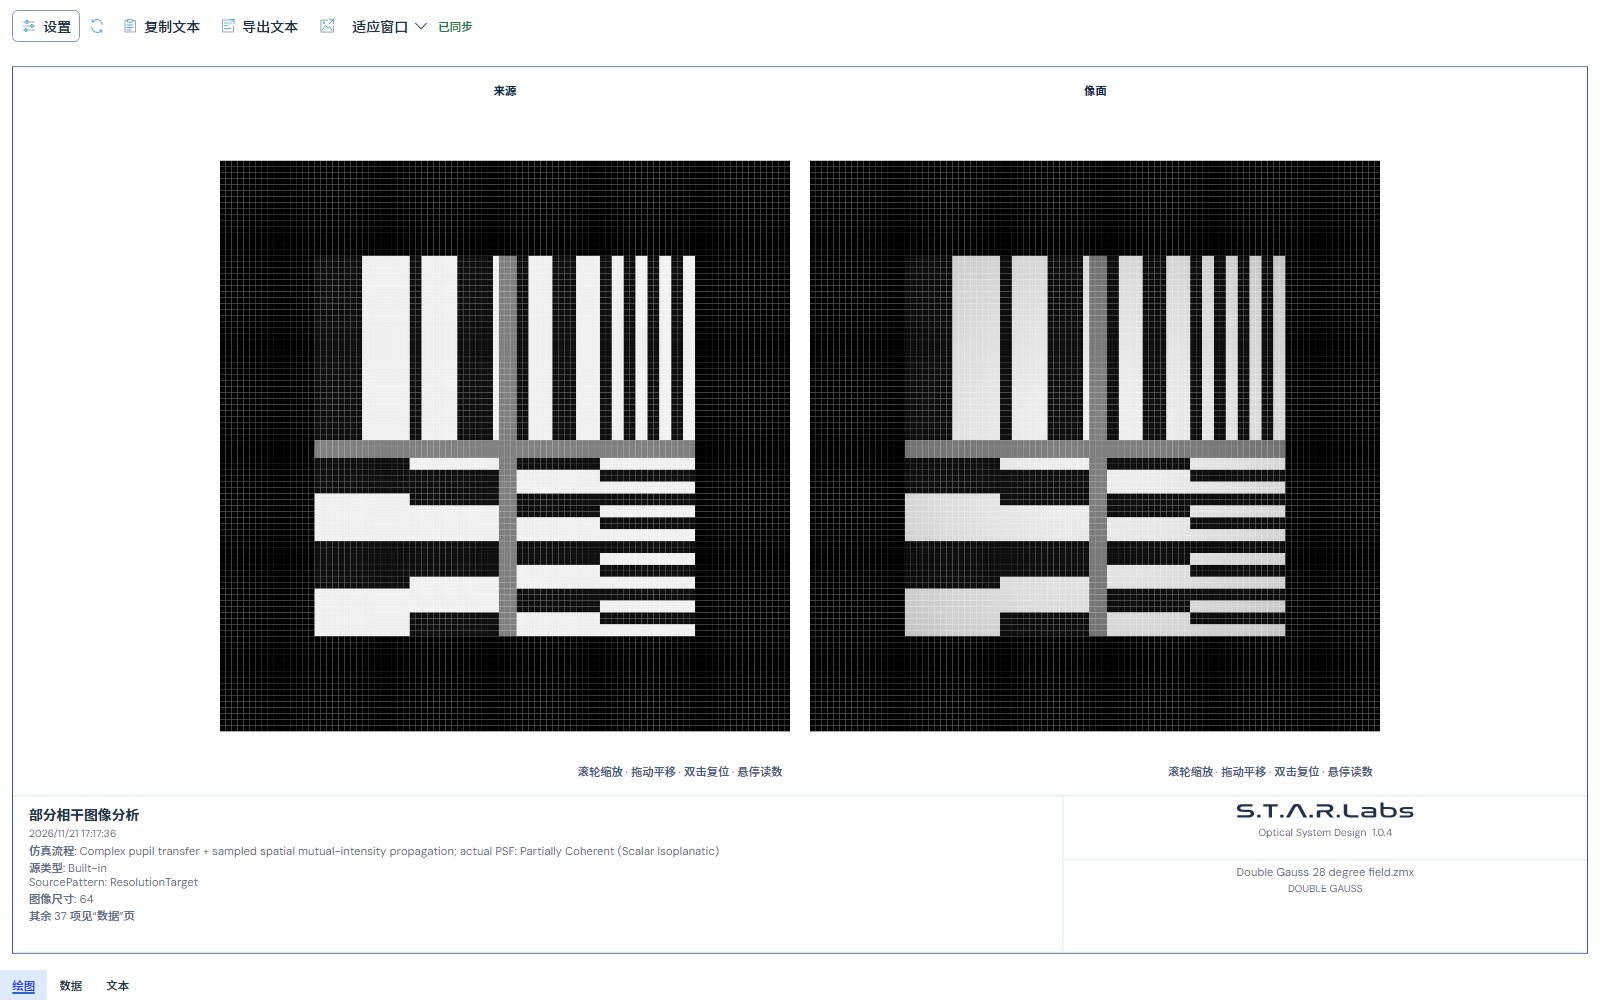 设置 复制文本 导出文本 适应窗口 已同步
来源 像面
滚轮缩放 · 拖动平移 · 双击复位 · 悬停读数 滚轮缩放 · 拖动平移 · 双击复位 · 悬停读数
部分相干图像分析
2026/11/21 17:17:36
仿真流程: Complex pupil transfer + sampled spatial mutual-intensity propagation; actual PSF: Partially Coherent (Scalar Isoplanatic)
源类型: Built-in
SourcePattern: ResolutionTarget
图像尺寸: 64
其余 37 项见“数据”页
S.T.A.R.Labs
Optical System Design 1.0.4
Double Gauss 28 degree field.zmx
DOUBLE GAUSS
绘图 数据 文本